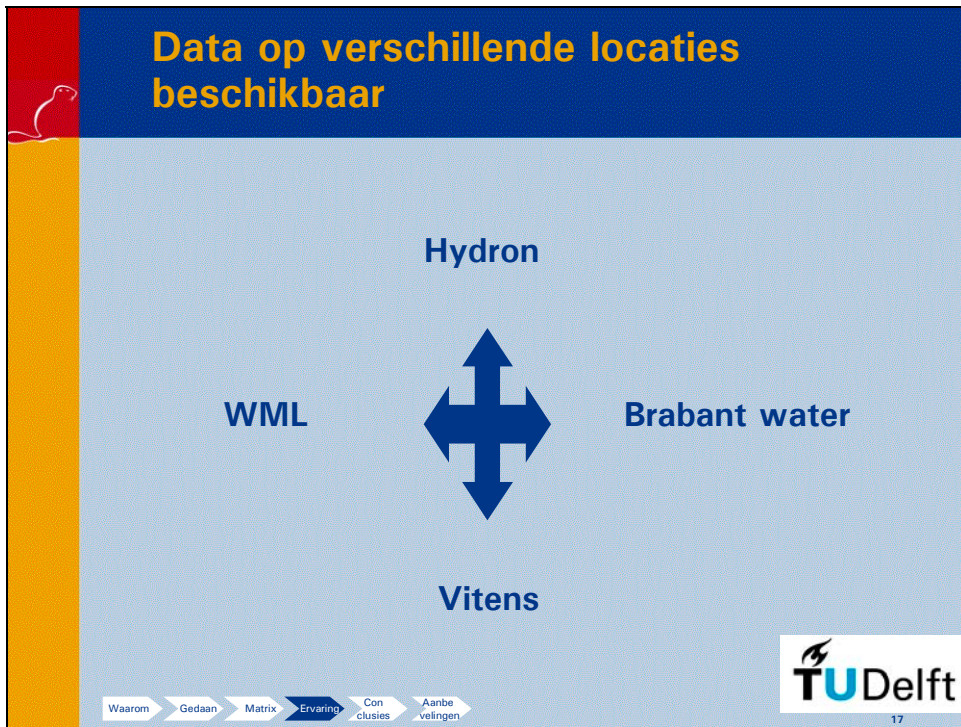 Data op verschillende locaties
beschikbaar
Hydron
WML
Brabant water
Vitens
Waarom
Gedaan
Matrix
Ervaring
Con
clusies
Aanbe
velingen
TUDelft
17